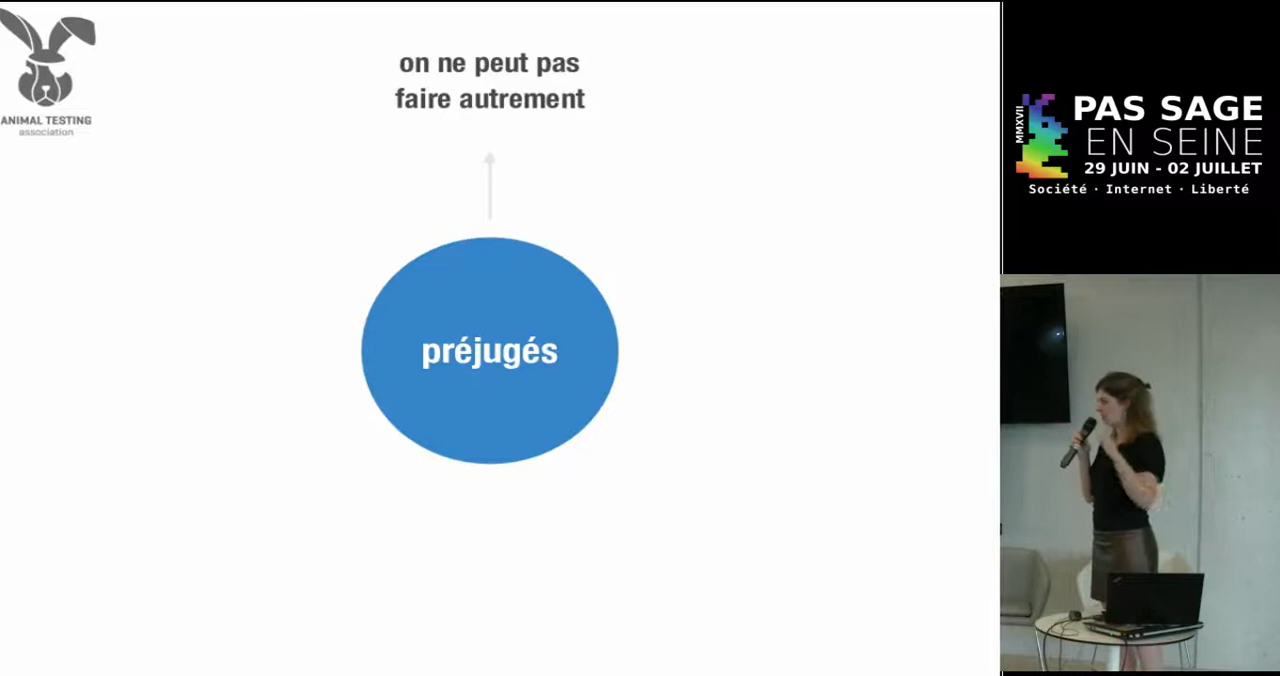 ANIMAL TESTING
association
on ne peut pas
faire autrement
préjugés
MMXVII
PAS SAGE
EN SEINE
29 JUIN - 02 JUILLET
Société · Internet · Liberté